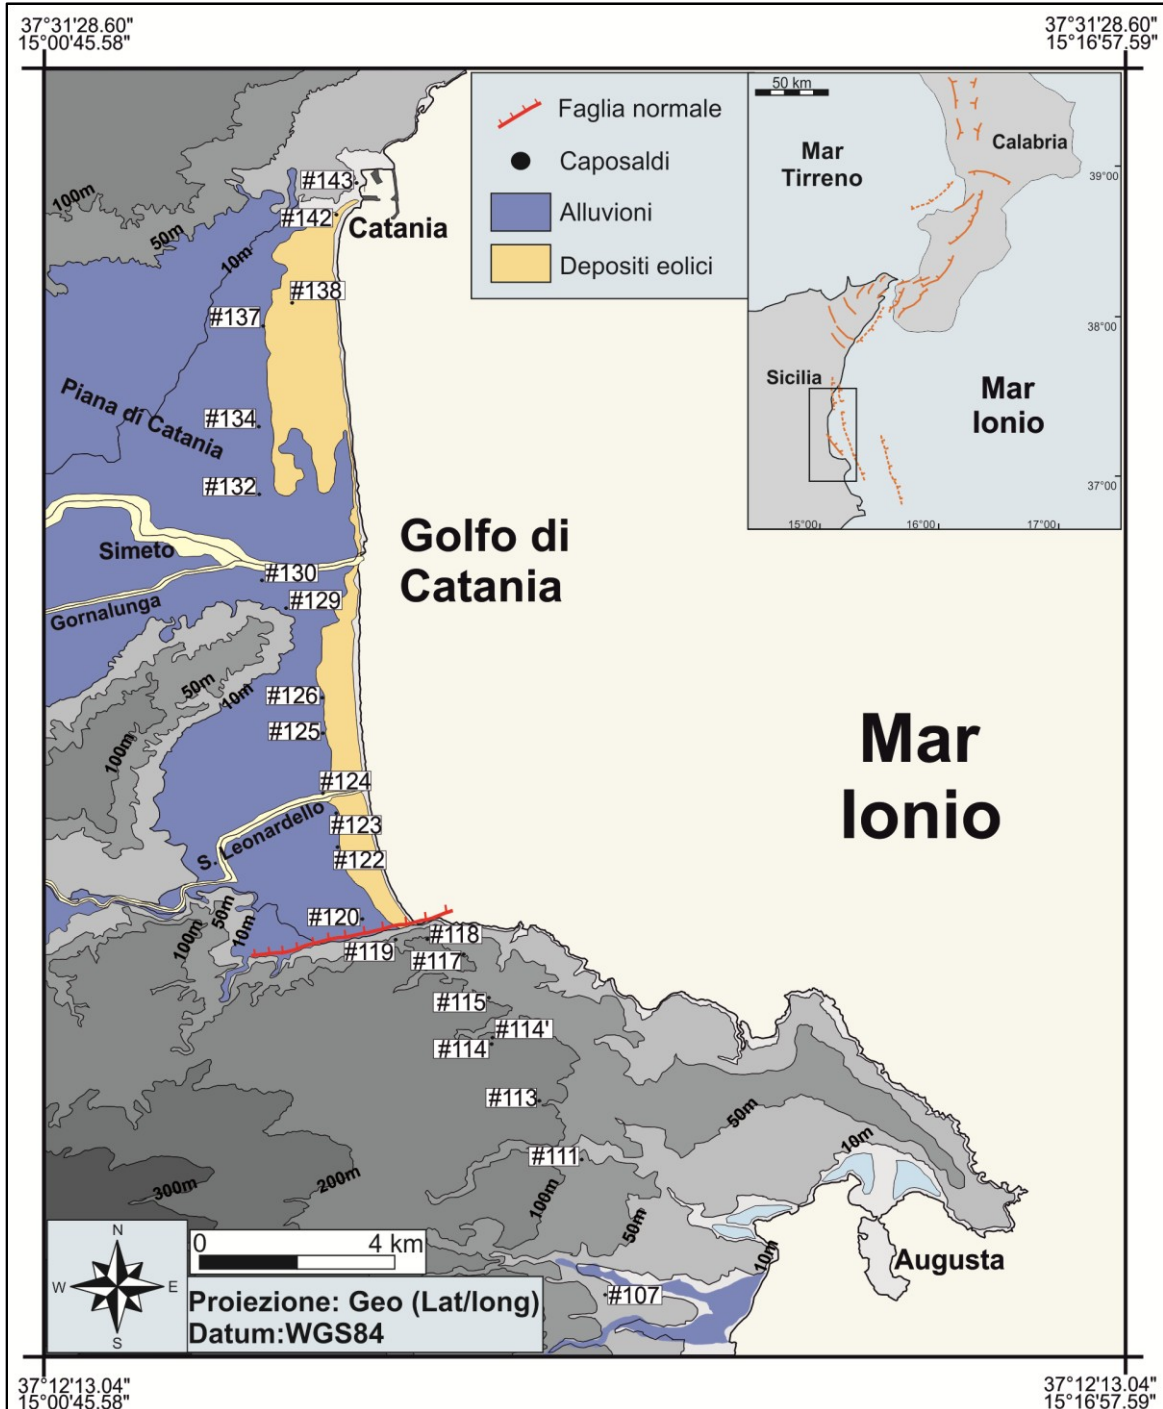 37°31'28.60"
15°00'45.58"
37°31'28.60"
15°16'57.59"
Faglia normale
Caposaldi
Alluvioni
Depositi eolici
50 km
Calabria
Mar
Tirreno
39°00
38°00
Sicilia
Mar
Ionio
37°00
15°00
16°00
17°00
100m
50m
10m
#143
#142
Catania
#138
#137
Piana di Catania
#134
#132
Simeto
Golfo di
Catania
#130
Gornalunga
#129
50m
10m
#126
100m
#125
Mar
Ionio
#124
S. Leonardello
#123
#122
50m
100m
10m
#120
#119
#118
#117
#115
#114'
#114
#113
50m
10m
#111
300m
200m
100m
50m
10m
Augusta
#107
N
W
E
S
0
4 km
Proiezione: Geo (Lat/long)
Datum:WGS84
37°12'13.04"
15°00'45.58"
37°12'13.04"
15°16'57.59"